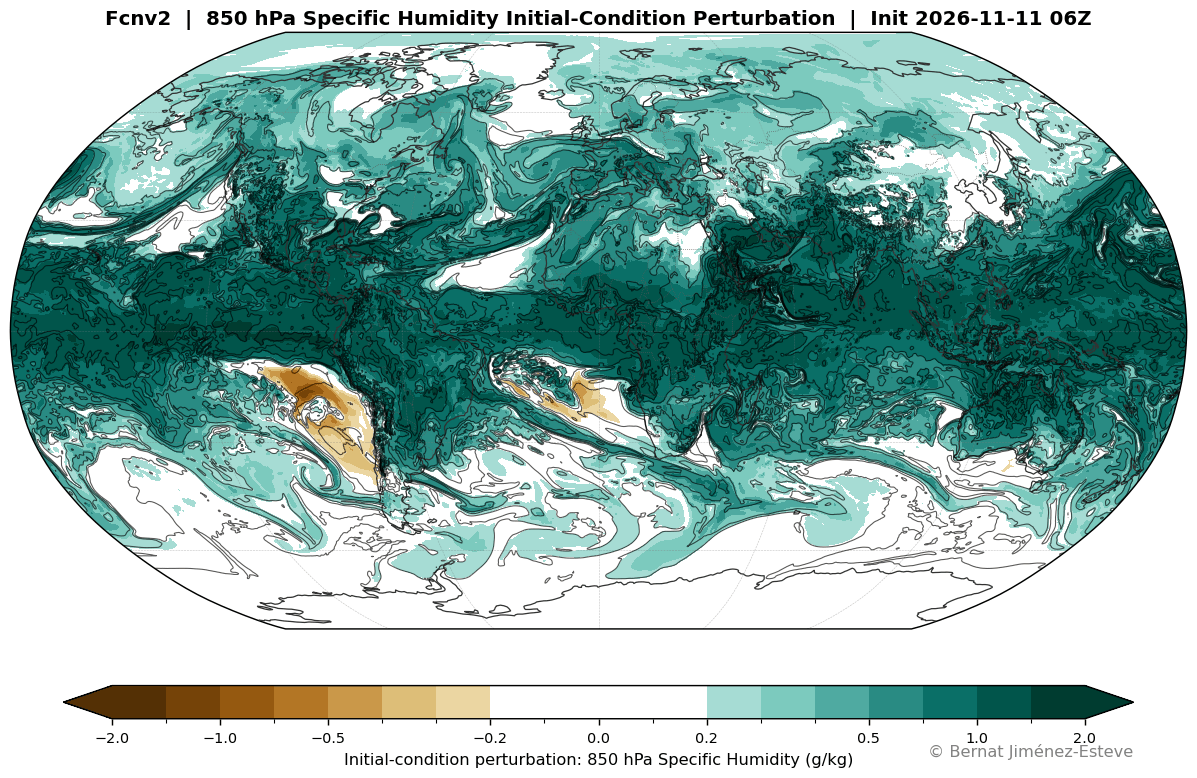 Fcnv2 | 850 hPa Specific Humidity Initial-Condition Perturbation | Init 2026-11-11 06Z
−2.0 −1.0 −0.5 −0.2 0.0 0.2 0.5 1.0 2.0
Initial-condition perturbation: 850 hPa Specific Humidity (g/kg)
© Bernat Jiménez-Esteve